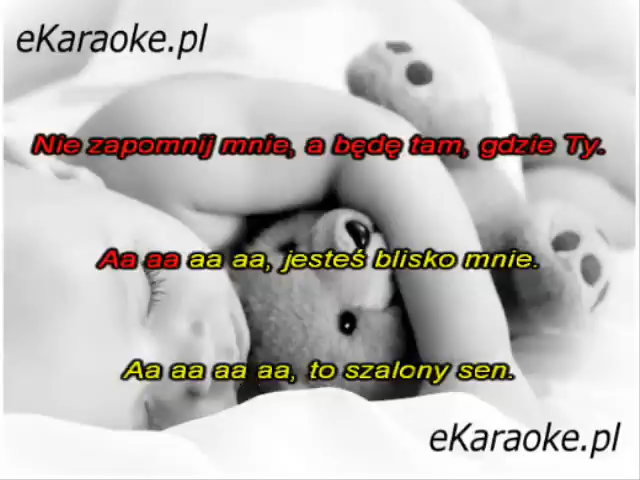 eKaraoke.pl
Nie zapomnij mnie, a będę tam, gdzie Ty.
Aa aa aa aa, jesteś blisko mnie.
Aa aa aa aa, to szalony sen.
eKaraoke.pl